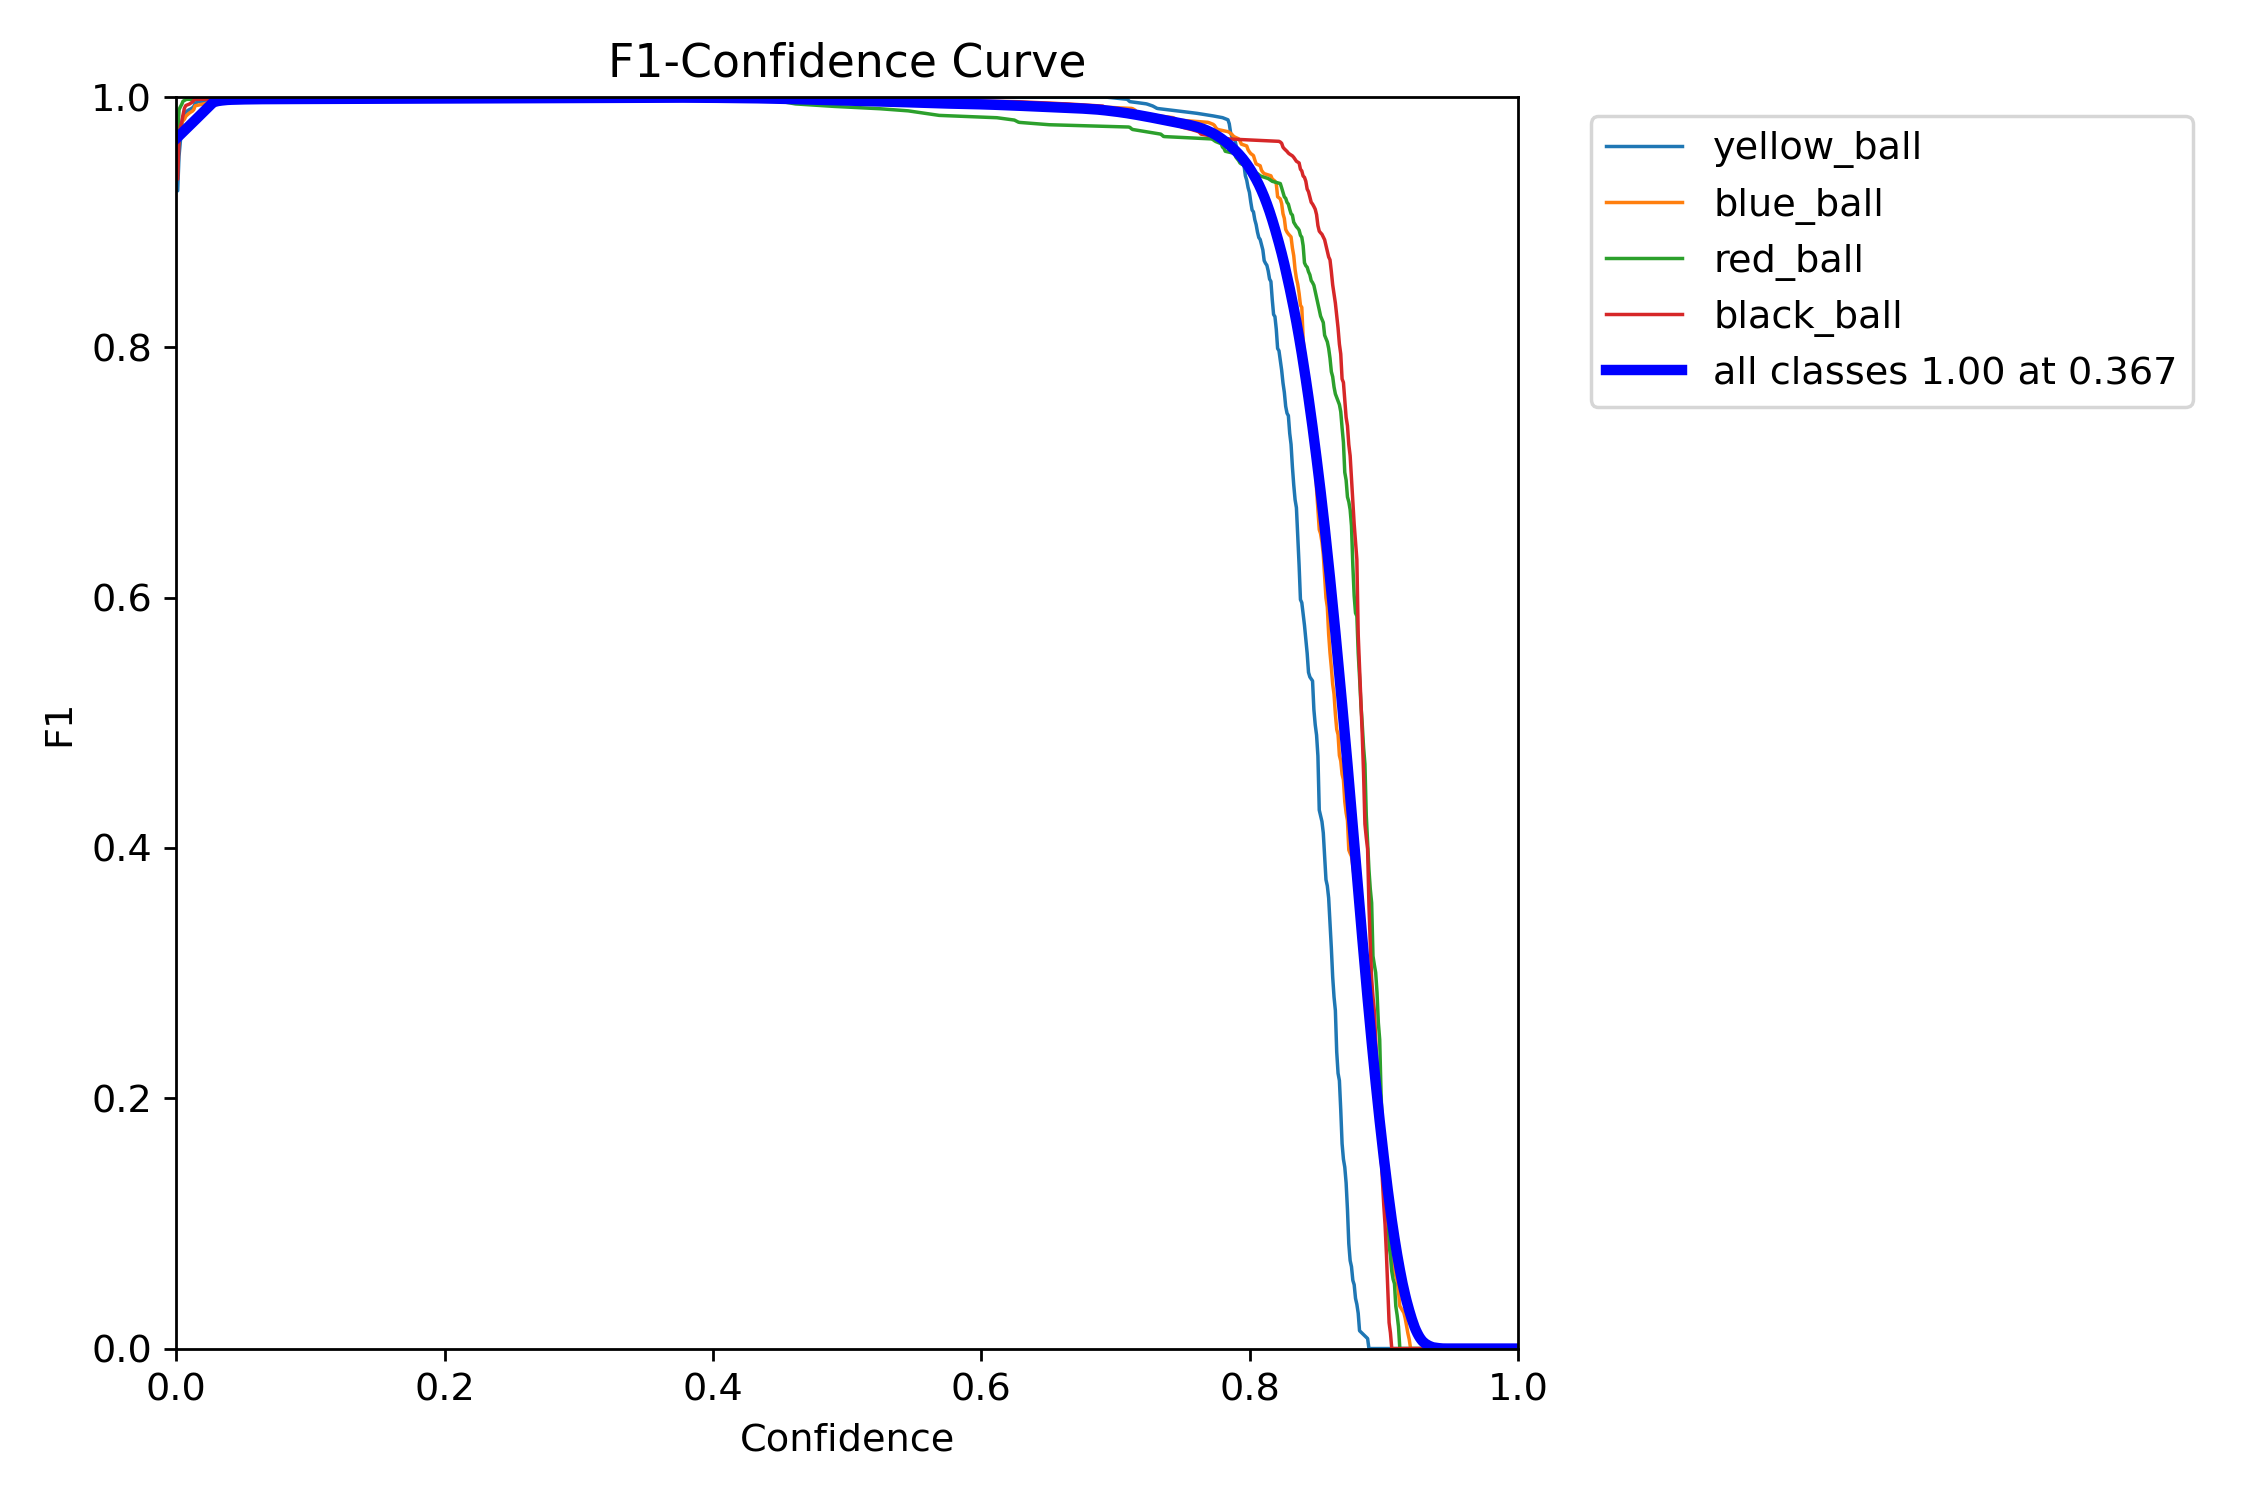 F1-Confidence Curve
1.0
0.8
0.6
0.4
0.2
0.0
F1
0.0 0.2 0.4 0.6 0.8 1.0
Confidence
yellow_ball
blue_ball
red_ball
black_ball
all classes 1.00 at 0.367